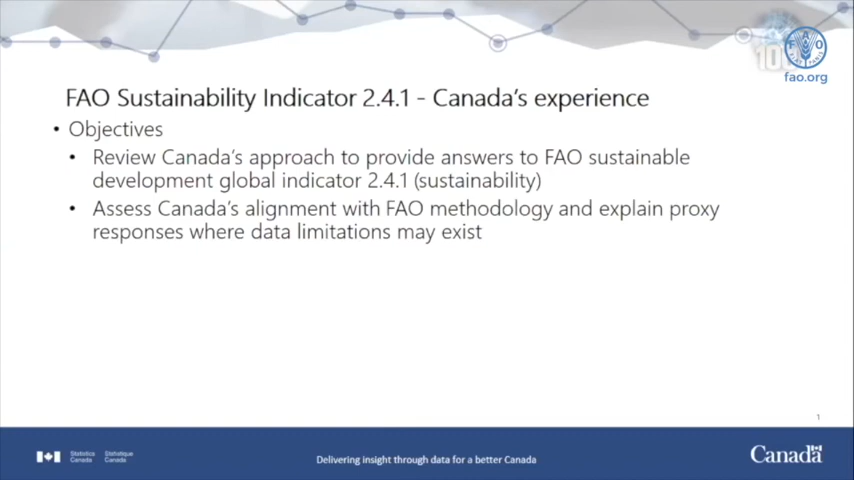 FAO
fao.org
FAO Sustainability Indicator 2.4.1 - Canada's experience
• Objectives
• Review Canada's approach to provide answers to FAO sustainable
development global indicator 2.4.1 (sustainability)
• Assess Canada's alignment with FAO methodology and explain proxy
responses where data limitations may exist
1
Statistics Statistique
Canada Canada
Delivering insight through data for a better Canada
Canada